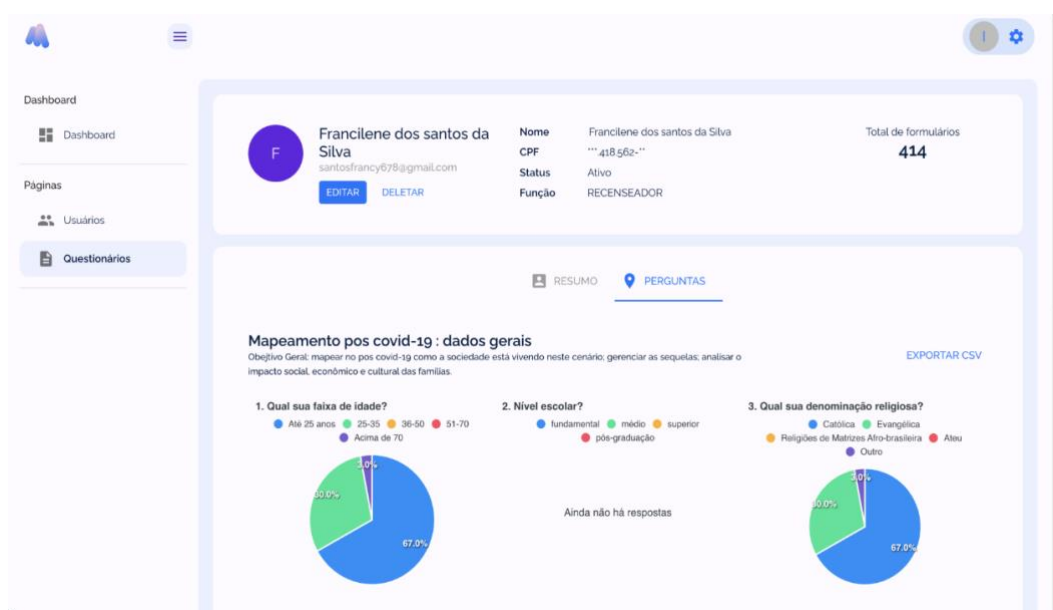 I
Dashboard
Dashboard
Páginas
Usuários
Questionários
F
Francilene dos santos da
Silva
santosfrancy678@gmail.com
EDITAR DELETAR
Nome Francilene dos santos da Silva
CPF ***.418.562-**
Status Ativo
Função RECENSEADOR
Total de formulários
414
RESUMO PERGUNTAS
Mapeamento pos covid-19 : dados gerais
Obejtivo Geral: mapear no pos covid-19 como a sociedade está vivendo neste cenário; gerenciar as sequelas; analisar o
impacto social, econômico e cultural das famílias.
EXPORTAR CSV
1. Qual sua faixa de idade?
Até 25 anos 25-35 36-50 51-70
Acima de 70
3.0%
30.0%
67.0%
2. Nível escolar?
fundamental médio superior
pós-graduação
Ainda não há respostas
3. Qual sua denominação religiosa?
Católica Evangélica
Religiões de Matrizes Afro-brasileira Ateu
Outro
3.0%
30.0%
67.0%